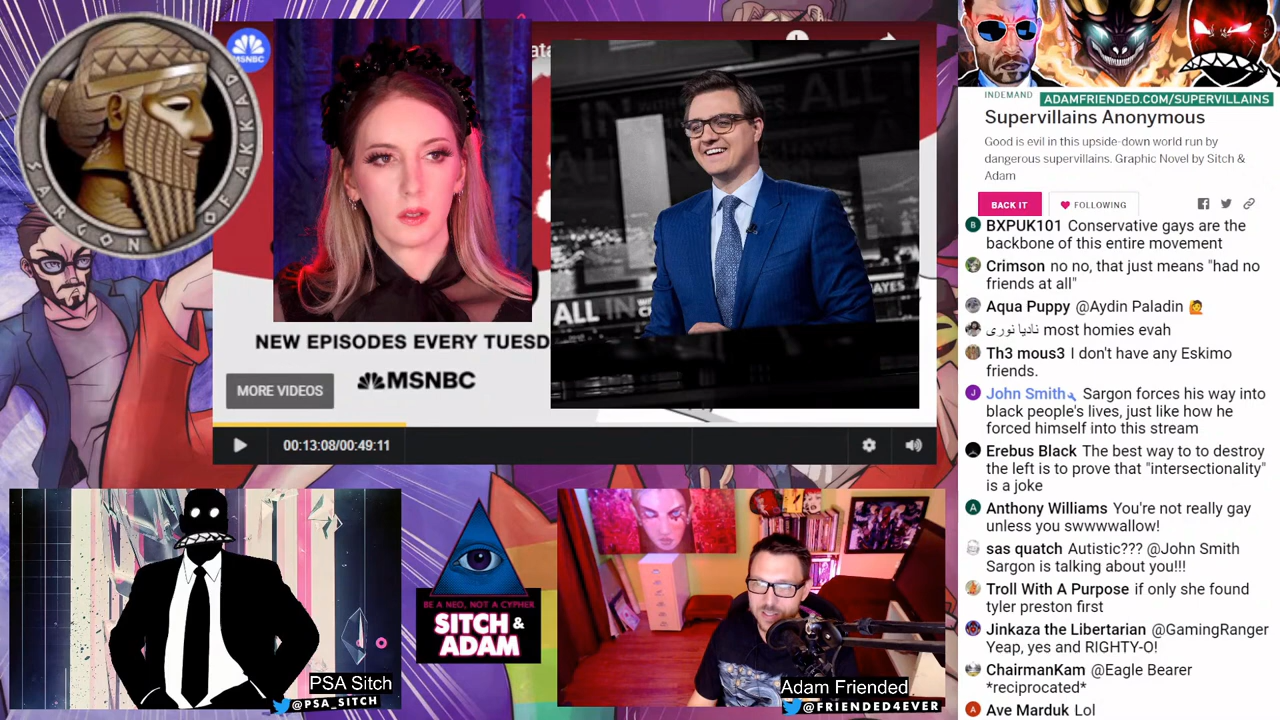 SARGON OF AKKAD
MSNBC
ata
ALL IN
ALL IN
AYES
NEW EPISODES EVERY TUESD
MSNBC
MORE VIDEOS
00:13:08/00:49:11
PSA Sitch
@PSA_SITCH
BE A NEO, NOT A CYPHER
SITCH &
ADAM
Adam Friended
@FRIENDED4EVER
INDEMAND
ADAMFRIENDED.COM/SUPERVILLAINS
Supervillains Anonymous
Good is evil in this upside-down world run by
dangerous supervillains. Graphic Novel by Sitch &
Adam
BACK IT
FOLLOWING
B
BXPUK101 Conservative gays are the
backbone of this entire movement
Crimson no no, that just means "had no
friends at all"
Aqua Puppy @Aydin Paladin
نادیا نوری most homies evah
Th3 mous3 I don't have any Eskimo
friends.
J
John Smith Sargon forces his way into
black people's lives, just like how he
forced himself into this stream
Erebus Black The best way to to destroy
the left is to prove that "intersectionality"
is a joke
A
Anthony Williams You're not really gay
unless you swwwwallow!
sas quatch Autistic??? @John Smith
Sargon is talking about you!!!
Troll With A Purpose if only she found
tyler preston first
Jinkaza the Libertarian @GamingRanger
Yeap, yes and RIGHTY-O!
ChairmanKam @Eagle Bearer
*reciprocated*
A
Ave Marduk Lol